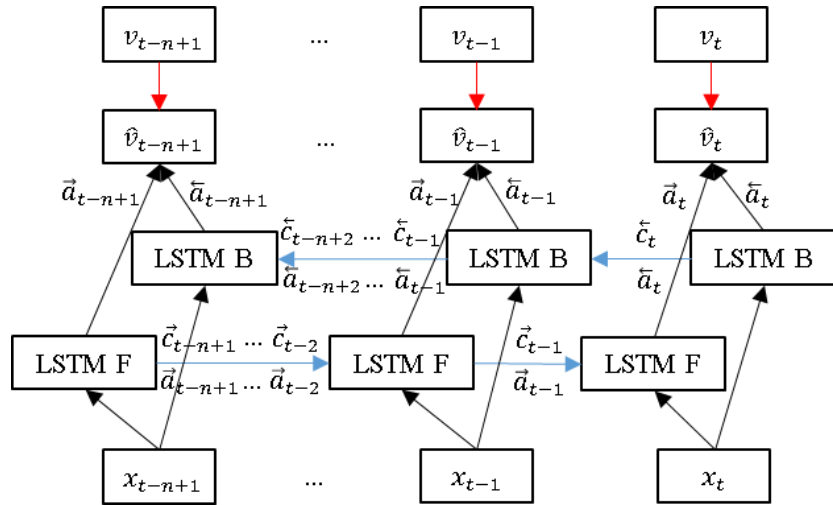 v_{t−n+1} ... v_{t−1} v_t
v̂_{t−n+1} ... v̂_{t−1} v̂_t
a⃗_{t−n+1} a⃖_{t−n+1} a⃗_{t−1} a⃖_{t−1} a⃗_t a⃖_t
c⃖_{t−n+2} ... c⃖_{t−1} c⃖_t
LSTM B LSTM B LSTM B
a⃖_{t−n+2} ... a⃖_{t−1} a⃖_t
c⃗_{t−n+1} ... c⃗_{t−2} c⃗_{t−1}
LSTM F LSTM F LSTM F
a⃗_{t−n+1} ... a⃗_{t−2} a⃗_{t−1}
x_{t−n+1} ... x_{t−1} x_t